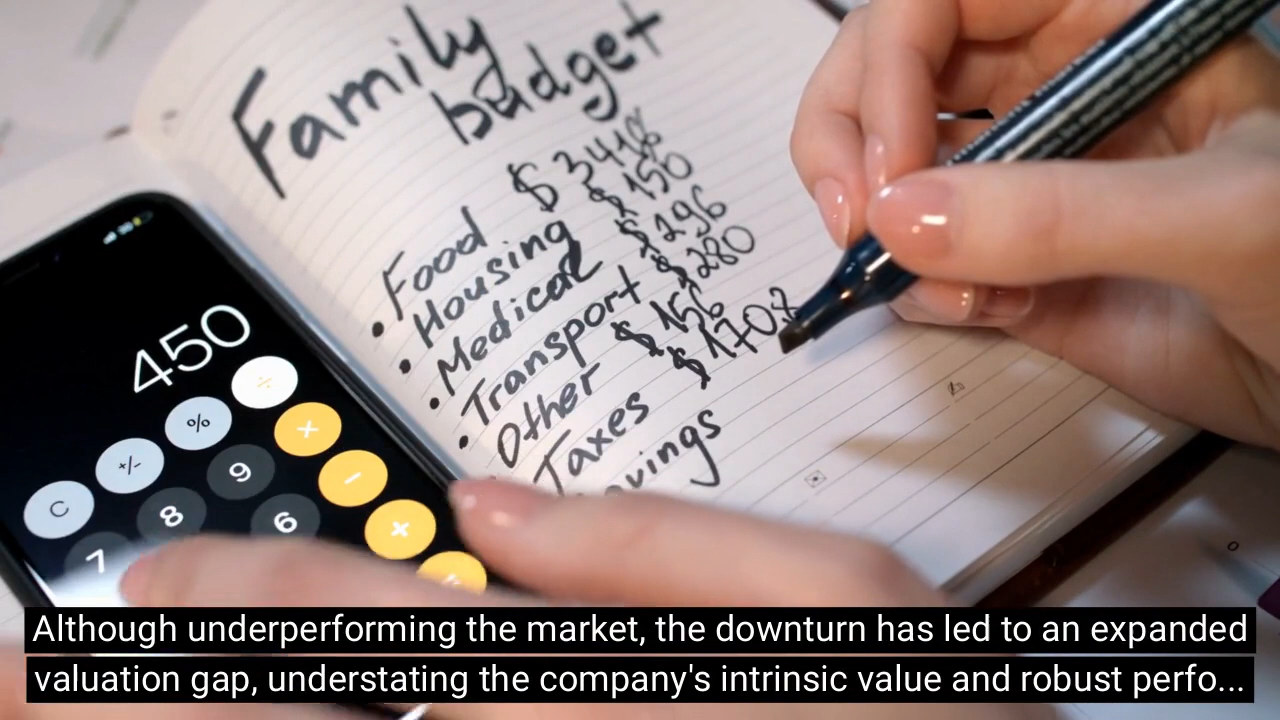 Family
budget
Food $ 3418
• Housing $ 150
• Medical $ 296
• Transport $ 280
• Other $ 156
Taxes $ 1708
avings
450
C +/- % ÷
7 8 9 ×
6 −
+
Although underperforming the market, the downturn has led to an expanded
valuation gap, understating the company's intrinsic value and robust perfo...